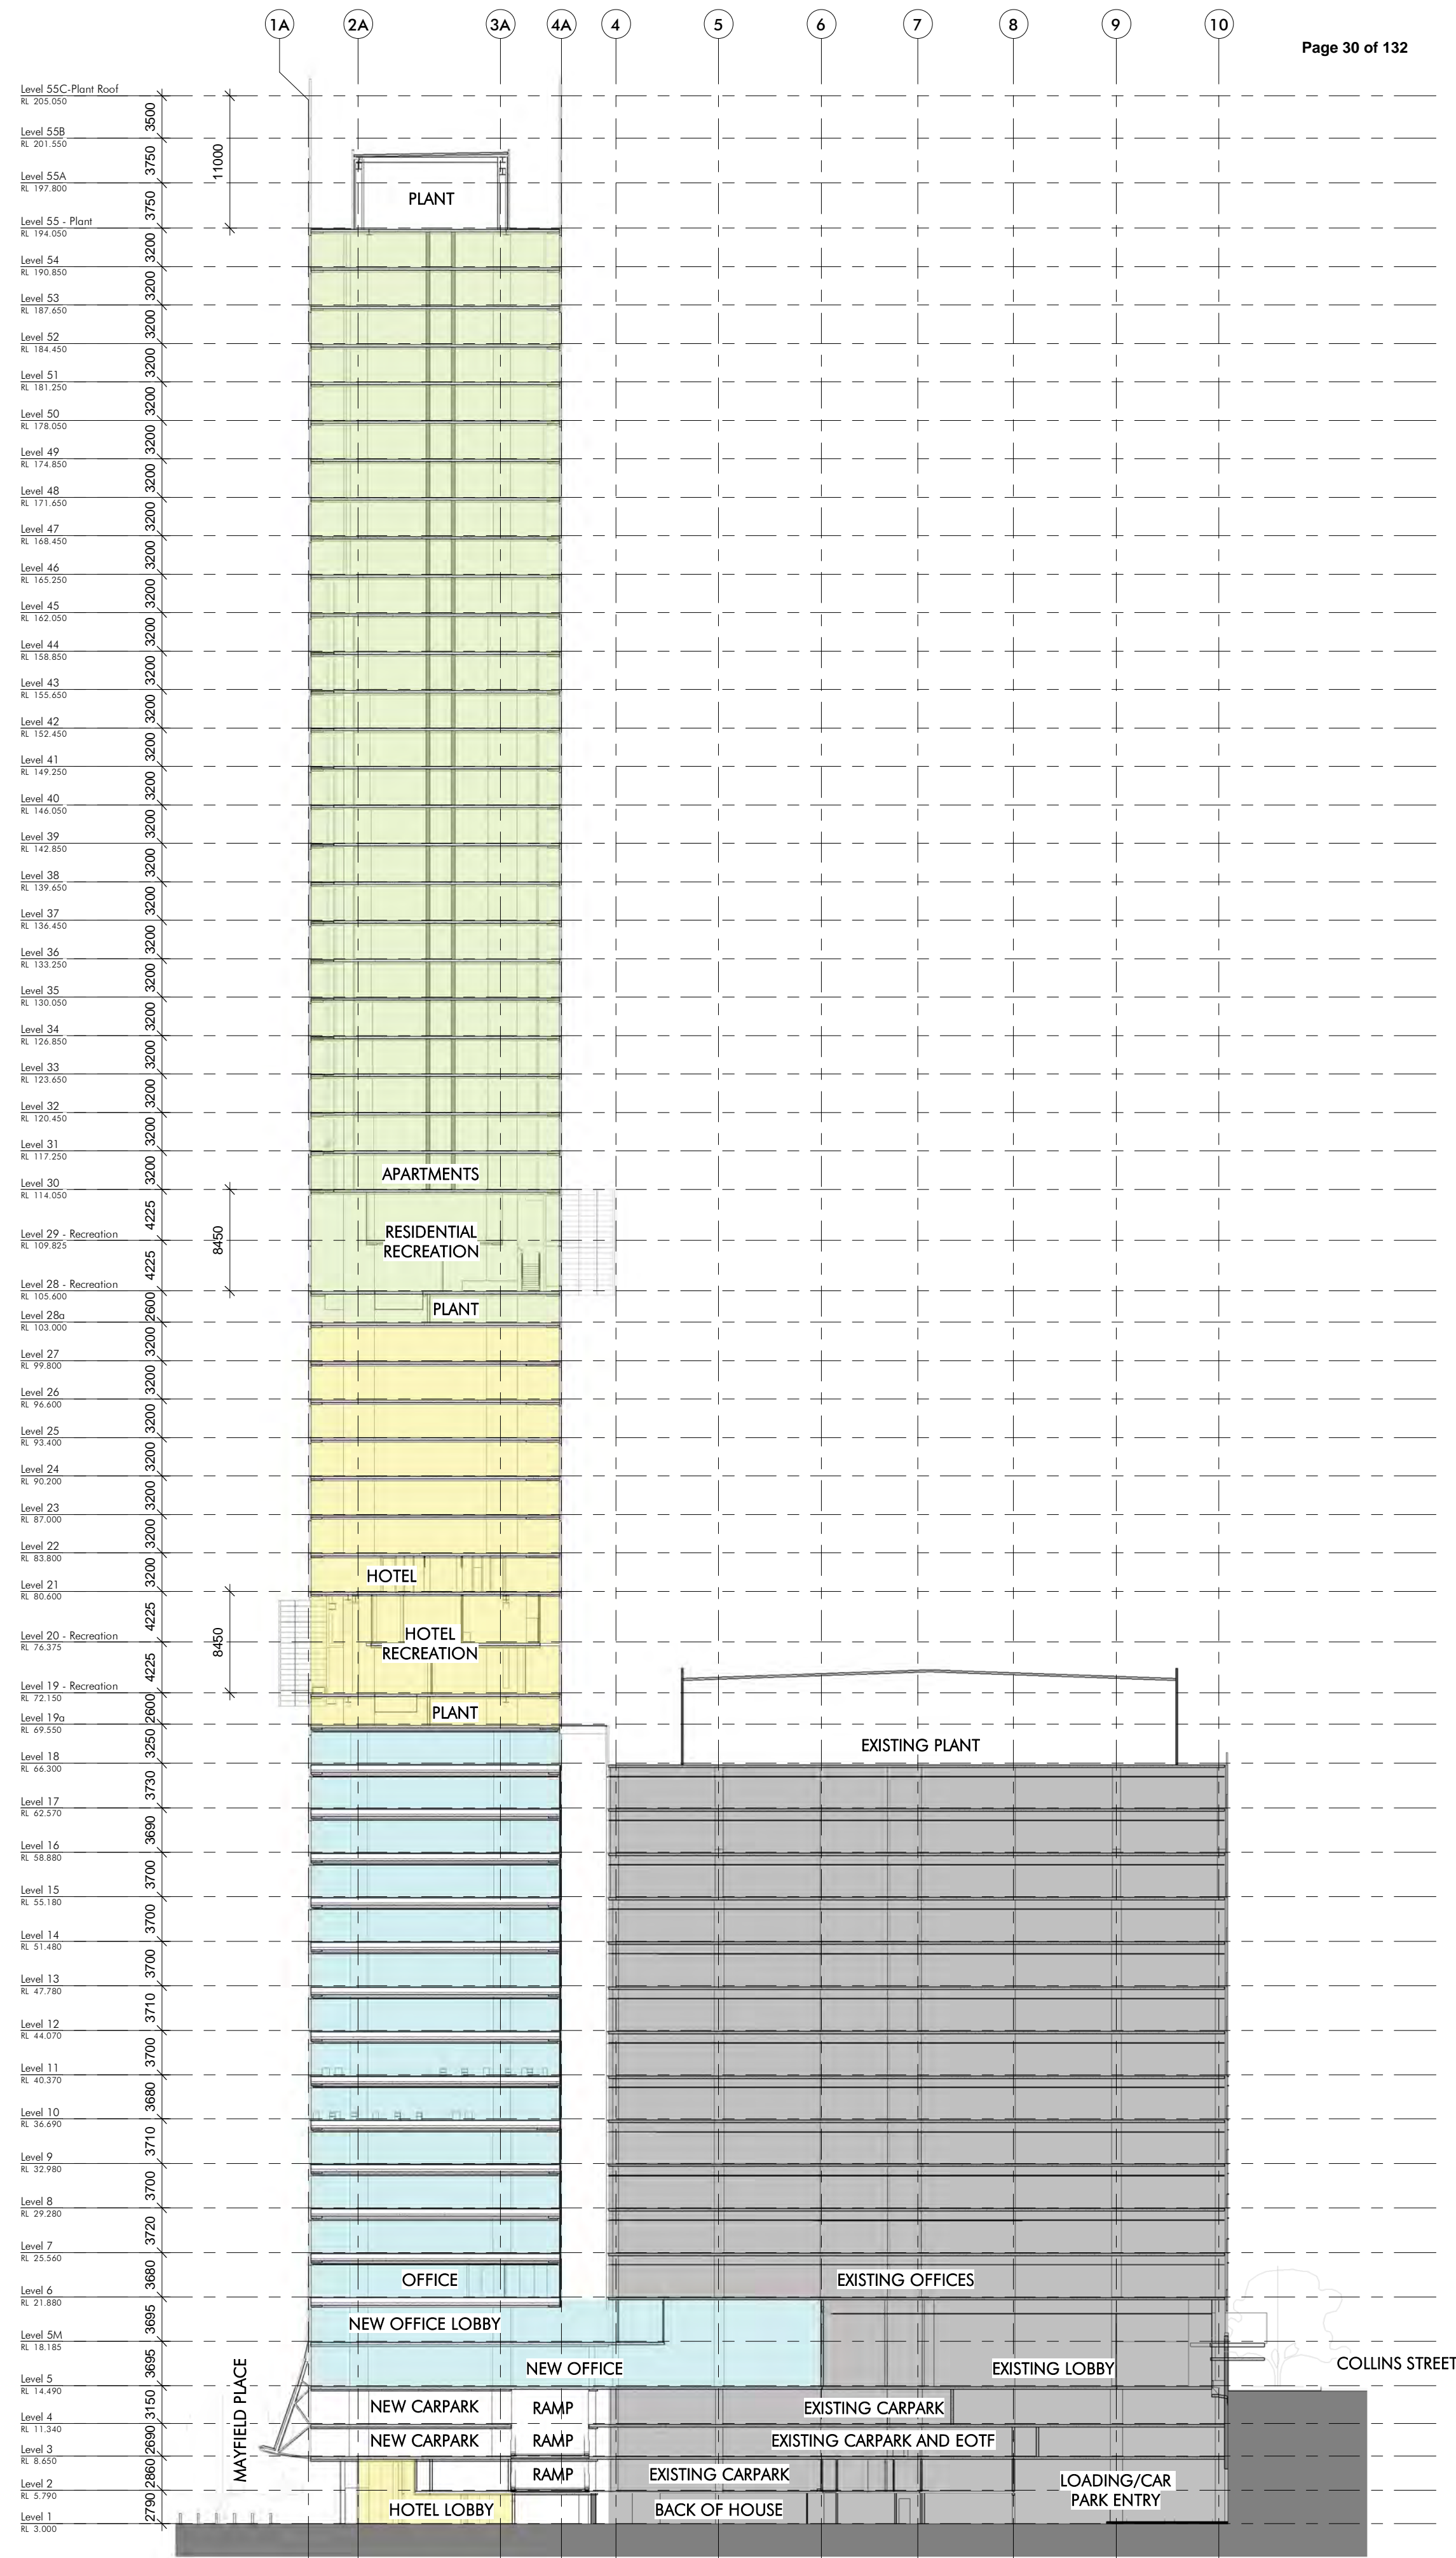 1A 2A 3A 4A 4 5 6 7 8 9 10
Page 30 of 132
Level 55C-Plant Roof
RL 205.050
3500
Level 55B
RL 201.550
3750
11000
Level 55A
RL 197.800
PLANT
3750
Level 55 - Plant
RL 194.050
3200
Level 54
RL 190.850
3200
Level 53
RL 187.650
3200
Level 52
RL 184.450
3200
Level 51
RL 181.250
3200
Level 50
RL 178.050
3200
Level 49
RL 174.850
3200
Level 48
RL 171.650
3200
Level 47
RL 168.450
3200
Level 46
RL 165.250
3200
Level 45
RL 162.050
3200
Level 44
RL 158.850
3200
Level 43
RL 155.650
3200
Level 42
RL 152.450
3200
Level 41
RL 149.250
3200
Level 40
RL 146.050
3200
Level 39
RL 142.850
3200
Level 38
RL 139.650
3200
Level 37
RL 136.450
3200
Level 36
RL 133.250
3200
Level 35
RL 130.050
3200
Level 34
RL 126.850
3200
Level 33
RL 123.650
3200
Level 32
RL 120.450
3200
Level 31
RL 117.250
3200
APARTMENTS
Level 30
RL 114.050
4225
8450
RESIDENTIAL
RECREATION
Level 29 - Recreation
RL 109.825
4225
Level 28 - Recreation
RL 105.600
2600
PLANT
Level 28a
RL 103.000
3200
Level 27
RL 99.800
3200
Level 26
RL 96.600
3200
Level 25
RL 93.400
3200
Level 24
RL 90.200
3200
Level 23
RL 87.000
3200
Level 22
RL 83.800
3200
HOTEL
Level 21
RL 80.600
4225
8450
HOTEL
RECREATION
Level 20 - Recreation
RL 76.375
4225
Level 19 - Recreation
RL 72.150
2600
PLANT
Level 19a
RL 69.550
3250
EXISTING PLANT
Level 18
RL 66.300
3730
Level 17
RL 62.570
3690
Level 16
RL 58.880
3700
Level 15
RL 55.180
3700
Level 14
RL 51.480
3700
Level 13
RL 47.780
3710
Level 12
RL 44.070
3700
Level 11
RL 40.370
3680
Level 10
RL 36.690
3710
Level 9
RL 32.980
3700
Level 8
RL 29.280
3720
Level 7
RL 25.560
3680
OFFICE EXISTING OFFICES
Level 6
RL 21.880
3695
NEW OFFICE LOBBY
Level 5M
RL 18.185
3695
NEW OFFICE EXISTING LOBBY
COLLINS STREET
MAYFIELD PLACE
Level 5
RL 14.490
3150
NEW CARPARK RAMP EXISTING CARPARK
Level 4
RL 11.340
2690
NEW CARPARK RAMP EXISTING CARPARK AND EOTF
Level 3
RL 8.650
2860
RAMP EXISTING CARPARK
LOADING/CAR
PARK ENTRY
Level 2
RL 5.790
2790
HOTEL LOBBY BACK OF HOUSE
Level 1
RL 3.000